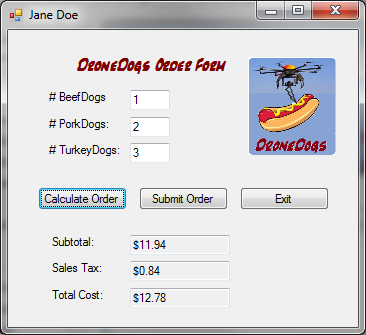 Jane Doe
DroneDogs Order Form
# BeefDogs 1
# PorkDogs: 2
# TurkeyDogs: 3
DroneDogs
Calculate Order Submit Order Exit
Subtotal: $11.94
Sales Tax: $0.84
Total Cost: $12.78